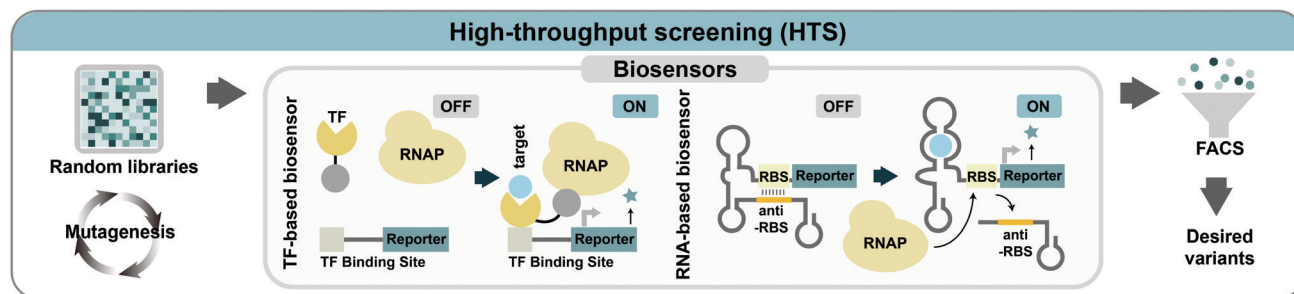 High-throughput screening (HTS)
Random libraries
Mutagenesis
Biosensors
TF-based biosensor
OFF
TF
RNAP
Reporter
TF Binding Site
ON
target
RNAP
Reporter
TF Binding Site
RNA-based biosensor
OFF
RBS
Reporter
anti
-RBS
RNAP
ON
RBS
Reporter
anti
-RBS
FACS
Desired
variants